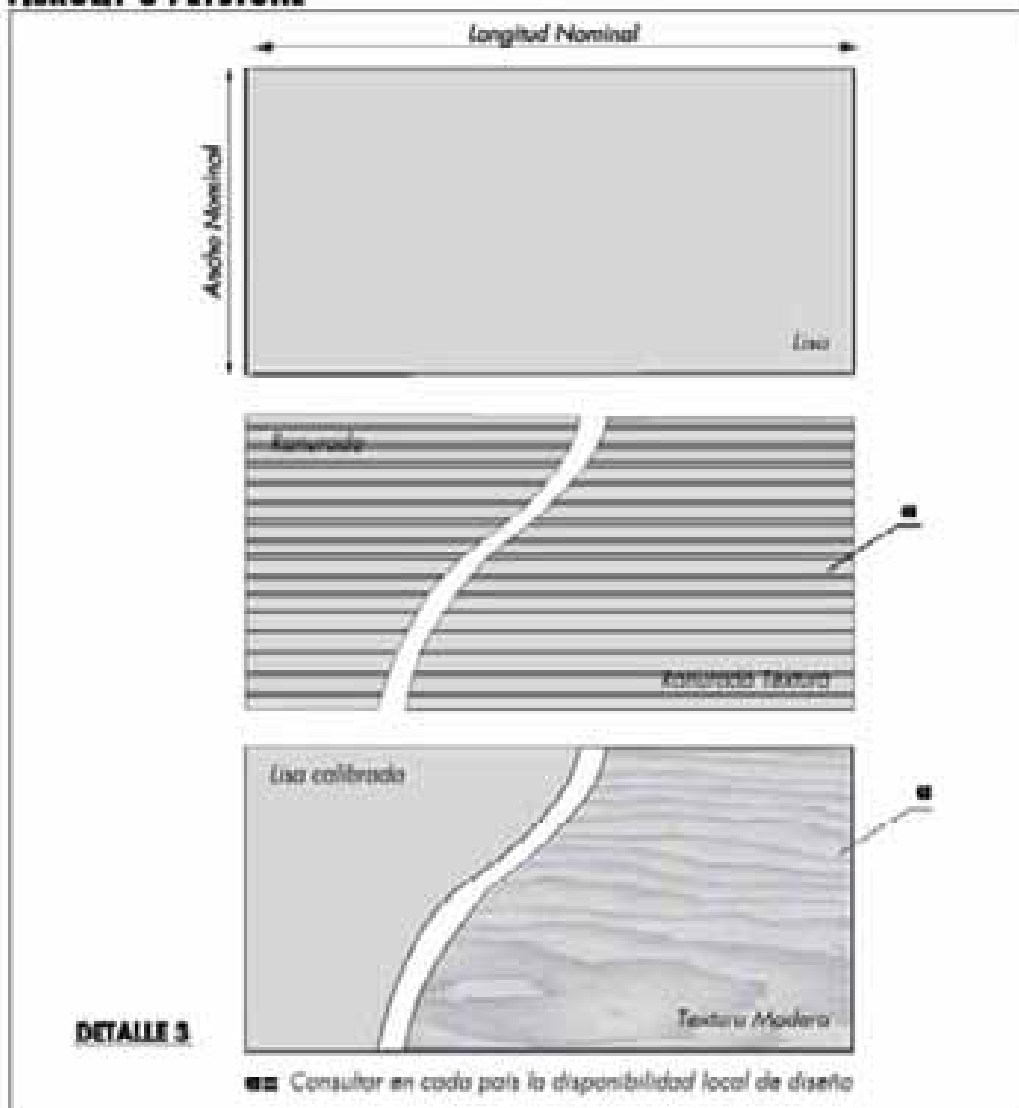 Longitud Nominal
Ancho Nominal
Lisa
Ranurada
Ranurada Textura
Lisa calibrada
Textura Madera
DETALLE 3
Consultar en cada país la disponibilidad local de diseño